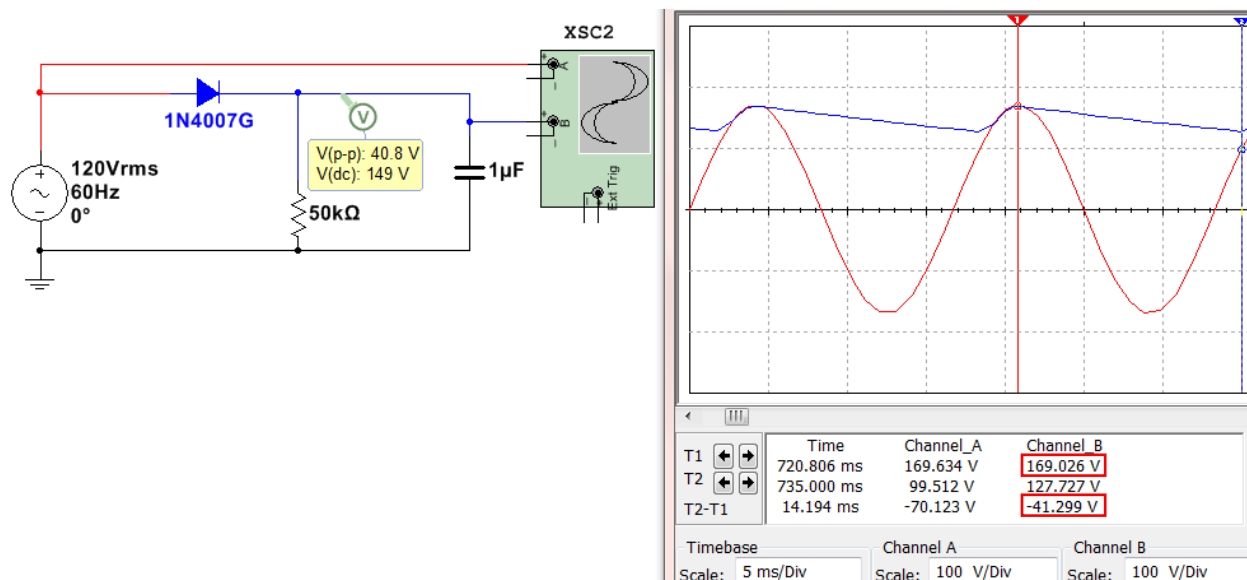 XSC2
A
B
Ext Trig
1N4007G
V
V(p-p): 40.8 V
V(dc): 149 V
120Vrms
60Hz
0°
50kΩ
1µF
1
2
Time Channel_A Channel_B
T1 720.806 ms 169.634 V 169.026 V
T2 735.000 ms 99.512 V 127.727 V
T2-T1 14.194 ms -70.123 V -41.299 V
Timebase Channel A Channel B
Scale: 5 ms/Div Scale: 100 V/Div Scale: 100 V/Div